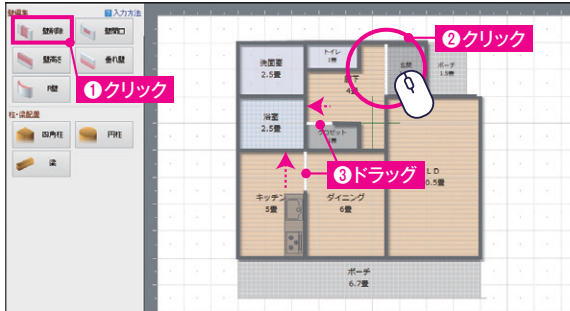 壁編集
?入力方法
壁削除
壁開口
壁高さ
垂れ壁
R壁
柱・梁配置
四角柱
円柱
梁
❶クリック
❷クリック
❸ドラッグ
洗面室
2.5畳
トイレ
1畳
廊下
玄関
ポーチ
1.5畳
浴室
2.5畳
クロゼット
キッチン
5畳
ダイニング
6畳
LD
0.5畳
ポーチ
6.7畳